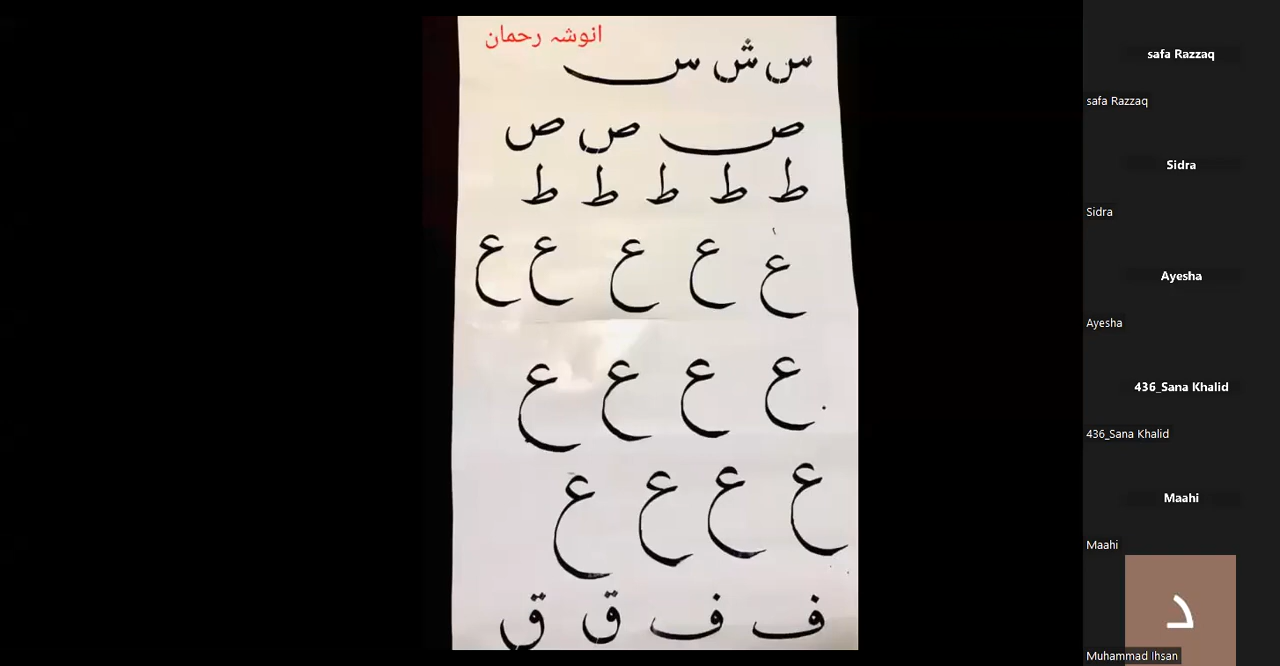 انوشہ رحمان
س ش س
ص ص ص
ط ط ط ط ط
ع ع ع ع ع
ع ع ع ع
ع ع ع ع
ف ف ق ق
safa Razzaq
safa Razzaq
Sidra
Sidra
Ayesha
Ayesha
436_Sana Khalid
436_Sana Khalid
Maahi
Maahi
د
Muhammad Ihsan